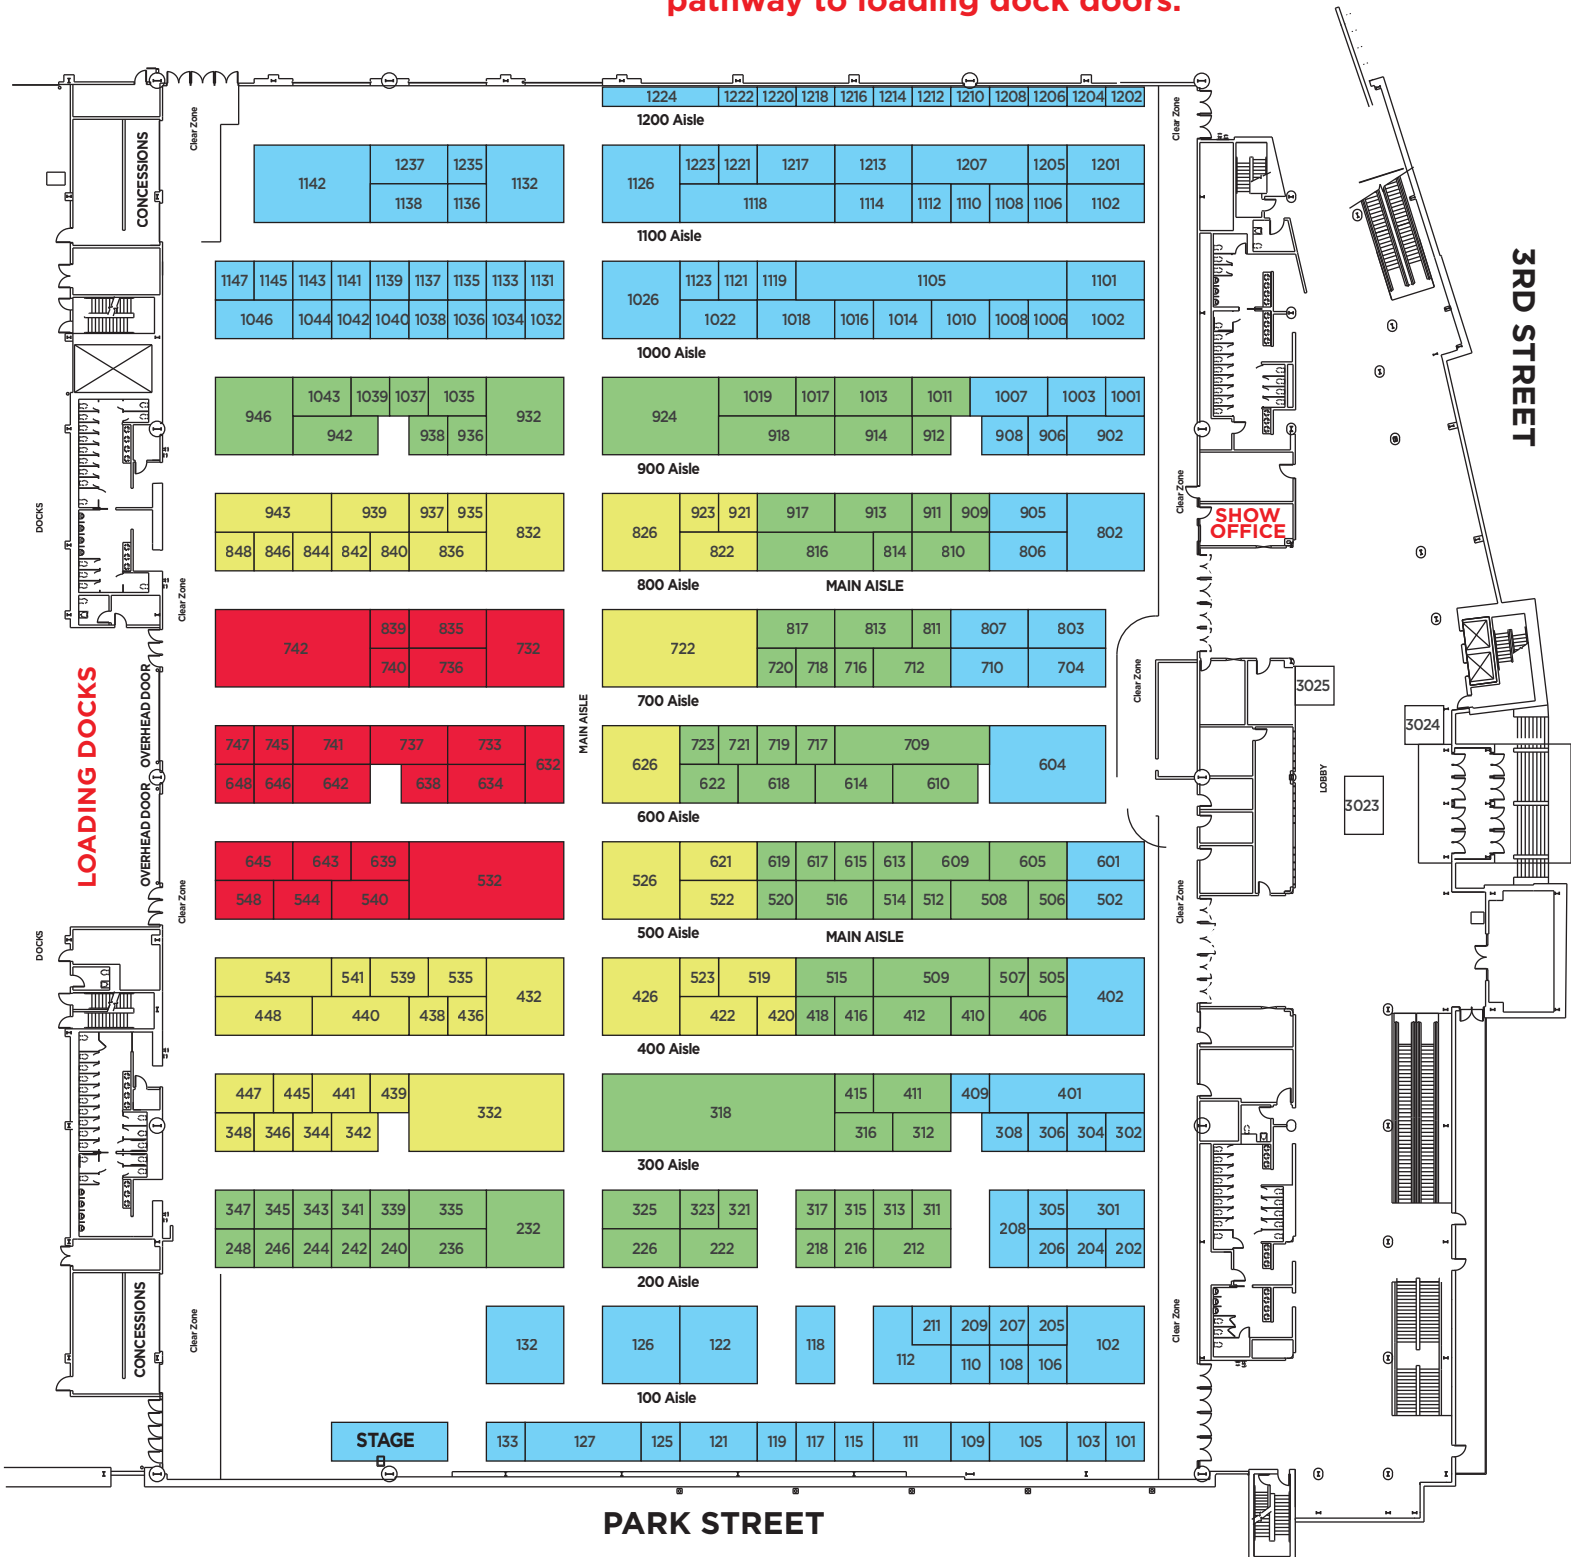 pathway to loading dock doors.
1224 1222 1220 1218 1216 1214 1212 1210 1208 1206 1204 1202
1200 Aisle
Clear Zone
Clear Zone
CONCESSIONS
1142 1237 1235 1132 1126 1223 1221 1217 1213 1207 1205 1201
1138 1136 1118 1114 1112 1110 1108 1106 1102
1100 Aisle
1147 1145 1143 1141 1139 1137 1135 1133 1131 1026 1123 1121 1119 1105 1101
1046 1044 1042 1040 1038 1036 1034 1032 1022 1018 1016 1014 1010 1008 1006 1002
1000 Aisle
3RD STREET
946 1043 1039 1037 1035 932 924 1019 1017 1013 1011 1007 1003 1001
942 938 936 918 914 912 908 906 902
900 Aisle
Clear Zone
DOCKS
943 939 937 935 832 826 923 921 917 913 911 909 905 802
848 846 844 842 840 836 822 816 814 810 806
SHOW
OFFICE
800 Aisle
MAIN AISLE
Clear Zone
742 839 835 732 722 817 813 811 807 803
740 736 720 718 716 712 710 704
700 Aisle
LOADING DOCKS
OVERHEAD DOOR
OVERHEAD DOOR
MAIN AISLE
Clear Zone
3025
3024
747 745 741 737 733 632 626 723 721 719 717 709 604
648 646 642 638 634 622 618 614 610
600 Aisle
LOBBY
3023
645 643 639 532 526 621 619 617 615 613 609 605 601
548 544 540 522 520 516 514 512 508 506 502
500 Aisle
MAIN AISLE
Clear Zone
Clear Zone
DOCKS
543 541 539 535 432 426 523 519 515 509 507 505 402
448 440 438 436 422 420 418 416 412 410 406
400 Aisle
447 445 441 439 332 318 415 411 409 401
348 346 344 342 316 312 308 306 304 302
300 Aisle
347 345 343 341 339 335 232 325 323 321 317 315 313 311 208 305 301
248 246 244 242 240 236 226 222 218 216 212 206 204 202
200 Aisle
CONCESSIONS
Clear Zone
Clear Zone
132 126 122 118 112 211 209 207 205 102
110 108 106
100 Aisle
STAGE 133 127 125 121 119 117 115 111 109 105 103 101
PARK STREET